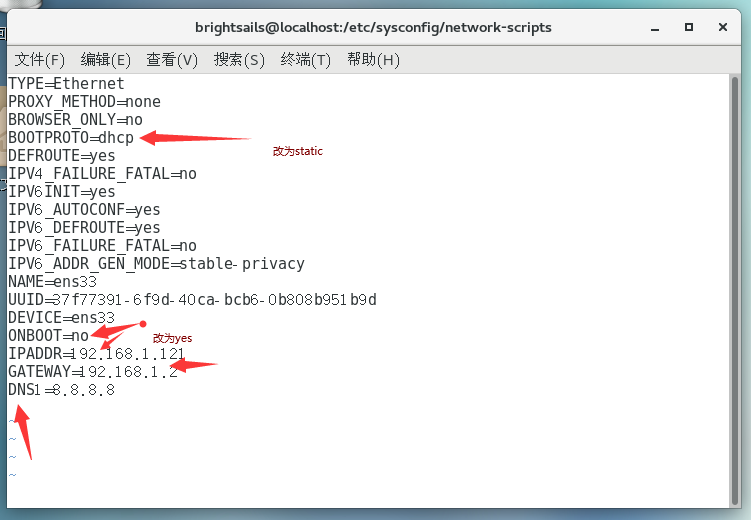 brightsails@localhost:/etc/sysconfig/network-scripts
文件(F) 编辑(E) 查看(V) 搜索(S) 终端(T) 帮助(H)
TYPE=Ethernet
PROXY_METHOD=none
BROWSER_ONLY=no
BOOTPROTO=dhcp
改为static
DEFROUTE=yes
IPV4_FAILURE_FATAL=no
IPV6INIT=yes
IPV6_AUTOCONF=yes
IPV6_DEFROUTE=yes
IPV6_FAILURE_FATAL=no
IPV6_ADDR_GEN_MODE=stable-privacy
NAME=ens33
UUID=37f77391-6f9d-40ca-bcb6-0b808b951b9d
DEVICE=ens33
ONBOOT=no
改为yes
IPADDR=192.168.1.121
GATEWAY=192.168.1.2
DNS1=8.8.8.8
~
~
~
~